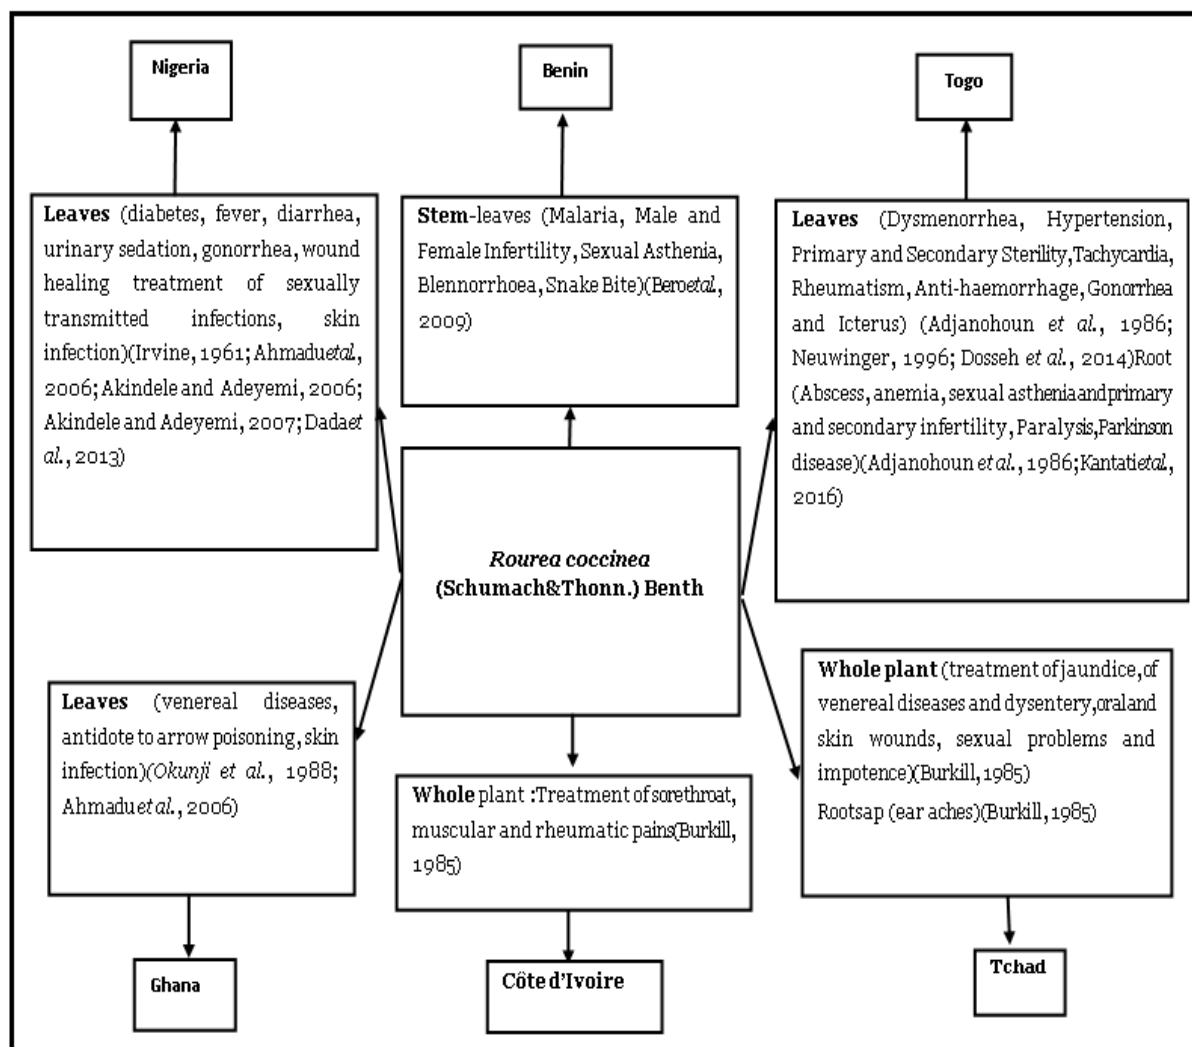 Nigeria
Benin
Togo
Leaves (diabetes, fever, diarrhea,
urinary sedation, gonorrhea, wound
healing treatment of sexually
transmitted infections, skin
infection)(Irvine, 1961; Ahmaduetal,
2006; Akindele and Adeyemi, 2006;
Akindele and Adeyemi, 2007; Dadaet
al., 2013)
Stem-leaves (Malaria, Male and
Female Infertility, Sexual Asthenia,
Blennorrhoea, Snake Bite)(Beroetal,
2009)
Leaves (Dysmenorrhea, Hypertension,
Primary and Secondary Sterility,Tachycardia,
Rheumatism, Anti-haemorrhage, Gonorrhea
and Icterus) (Adjanohoun et al., 1986;
Neuwinger, 1996; Dosseh et al., 2014)Root
(Abscess, anemia, sexual astheniaandprimary
and secondary infertility, Paralysis,Parkinson
disease)(Adjanohoun et al., 1986;Kantatietal,
2016)
Rourea coccinea
(Schumach&Thonn.) Benth
Leaves (venereal diseases,
antidote to arrow poisoning, skin
infection)(Okunji et al., 1988;
Ahmaduet al., 2006)
Whole plant :Treatment of sorethroat,
muscular and rheumatic pains(Burkill,
1985)
Whole plant (treatment of jaundice,of
venereal diseases and dysentery,oraland
skin wounds, sexual problems and
impotence)(Burkill, 1985)
Rootsap (ear aches)(Burkill, 1985)
Ghana
Côte d'Ivoire
Tchad